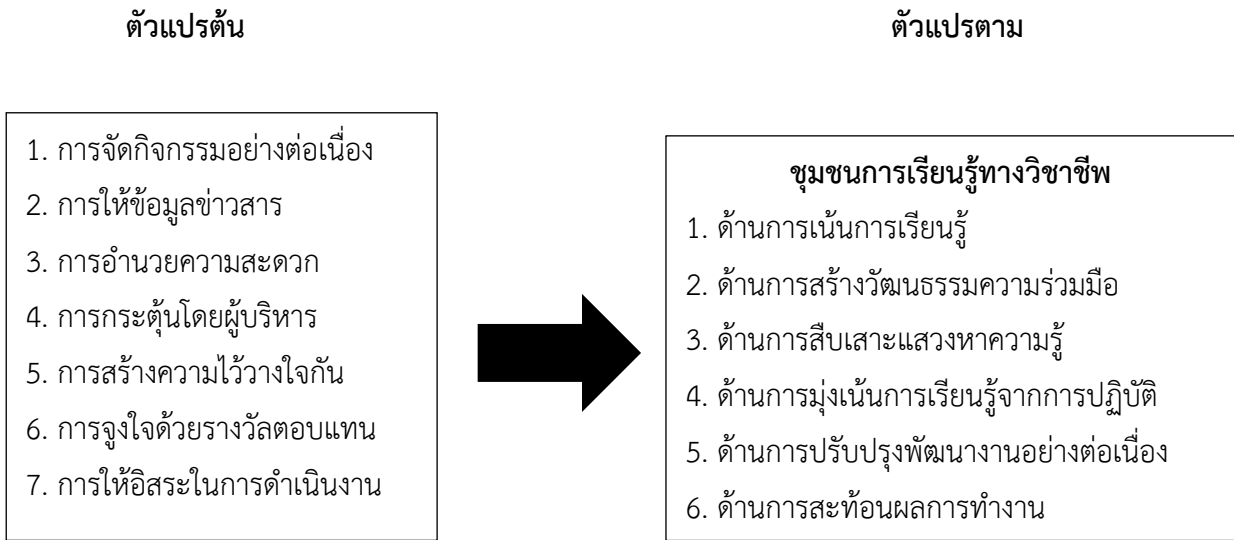 ตัวแปรต้น
ตัวแปรตาม
1. การจัดกิจกรรมอย่างต่อเนื่อง
2. การให้ข้อมูลข่าวสาร
3. การอำนวยความสะดวก
4. การกระตุ้นโดยผู้บริหาร
5. การสร้างความไว้วางใจกัน
6. การจูงใจด้วยรางวัลตอบแทน
7. การให้อิสระในการดำเนินงาน
ชุมชนการเรียนรู้ทางวิชาชีพ
1. ด้านการเน้นการเรียนรู้
2. ด้านการสร้างวัฒนธรรมความร่วมมือ
3. ด้านการสืบเสาะแสวงหาความรู้
4. ด้านการมุ่งเน้นการเรียนรู้จากการปฏิบัติ
5. ด้านการปรับปรุงพัฒนางานอย่างต่อเนื่อง
6. ด้านการสะท้อนผลการทำงาน